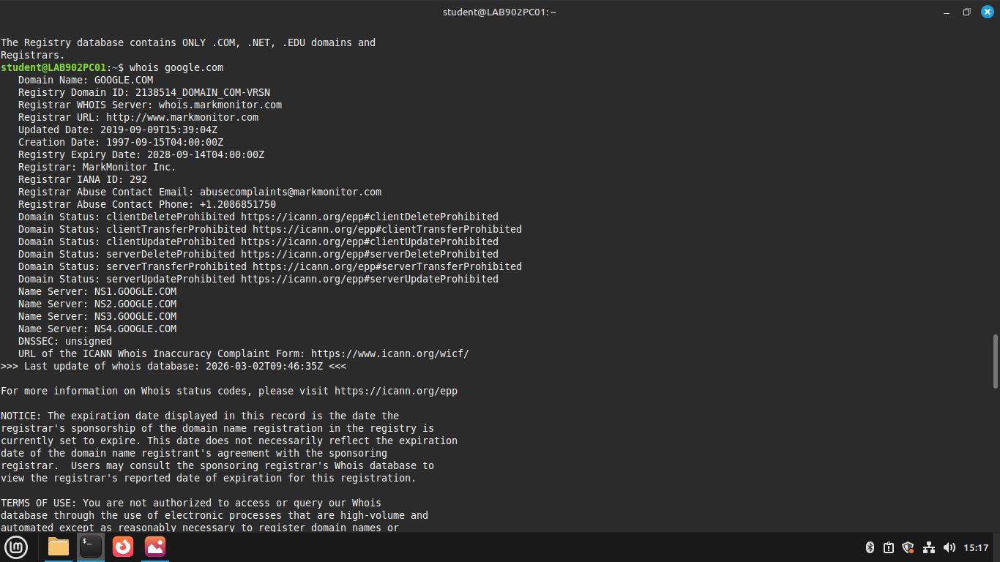 student@LAB902PC01: ~
The Registry database contains ONLY .COM, .NET, .EDU domains and
Registrars.
student@LAB902PC01:~$ whois google.com
Domain Name: GOOGLE.COM
Registry Domain ID: 2138514_DOMAIN_COM-VRSN
Registrar WHOIS Server: whois.markmonitor.com
Registrar URL: http://www.markmonitor.com
Updated Date: 2019-09-09T15:39:04Z
Creation Date: 1997-09-15T04:00:00Z
Registry Expiry Date: 2028-09-14T04:00:00Z
Registrar: MarkMonitor Inc.
Registrar IANA ID: 292
Registrar Abuse Contact Email: abusecomplaints@markmonitor.com
Registrar Abuse Contact Phone: +1.2086851750
Domain Status: clientDeleteProhibited https://icann.org/epp#clientDeleteProhibited
Domain Status: clientTransferProhibited https://icann.org/epp#clientTransferProhibited
Domain Status: clientUpdateProhibited https://icann.org/epp#clientUpdateProhibited
Domain Status: serverDeleteProhibited https://icann.org/epp#serverDeleteProhibited
Domain Status: serverTransferProhibited https://icann.org/epp#serverTransferProhibited
Domain Status: serverUpdateProhibited https://icann.org/epp#serverUpdateProhibited
Name Server: NS1.GOOGLE.COM
Name Server: NS2.GOOGLE.COM
Name Server: NS3.GOOGLE.COM
Name Server: NS4.GOOGLE.COM
DNSSEC: unsigned
URL of the ICANN Whois Inaccuracy Complaint Form: https://www.icann.org/wicf/
>>> Last update of whois database: 2026-03-02T09:46:35Z <<<
For more information on Whois status codes, please visit https://icann.org/epp
NOTICE: The expiration date displayed in this record is the date the
registrar's sponsorship of the domain name registration in the registry is
currently set to expire. This date does not necessarily reflect the expiration
date of the domain name registrant's agreement with the sponsoring
registrar.  Users may consult the sponsoring registrar's Whois database to
view the registrar's reported date of expiration for this registration.
TERMS OF USE: You are not authorized to access or query our Whois
database through the use of electronic processes that are high-volume and
automated except as reasonably necessary to register domain names or
$_
15:17